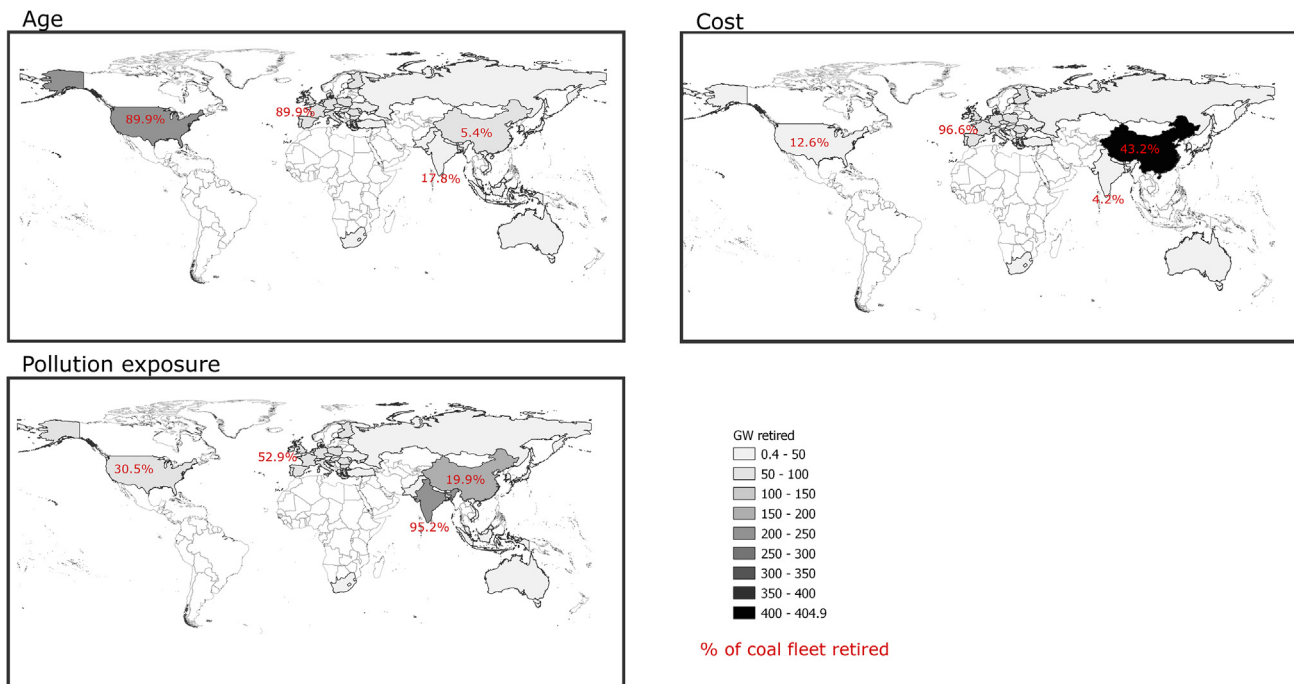 Age
89.9%
89.9%
5.4%
17.8%
Cost
12.6%
96.6%
43.2%
4.2%
Pollution exposure
30.5%
52.9%
19.9%
95.2%
GW retired
0.4 - 50
50 - 100
100 - 150
150 - 200
200 - 250
250 - 300
300 - 350
350 - 400
400 - 404.9
% of coal fleet retired